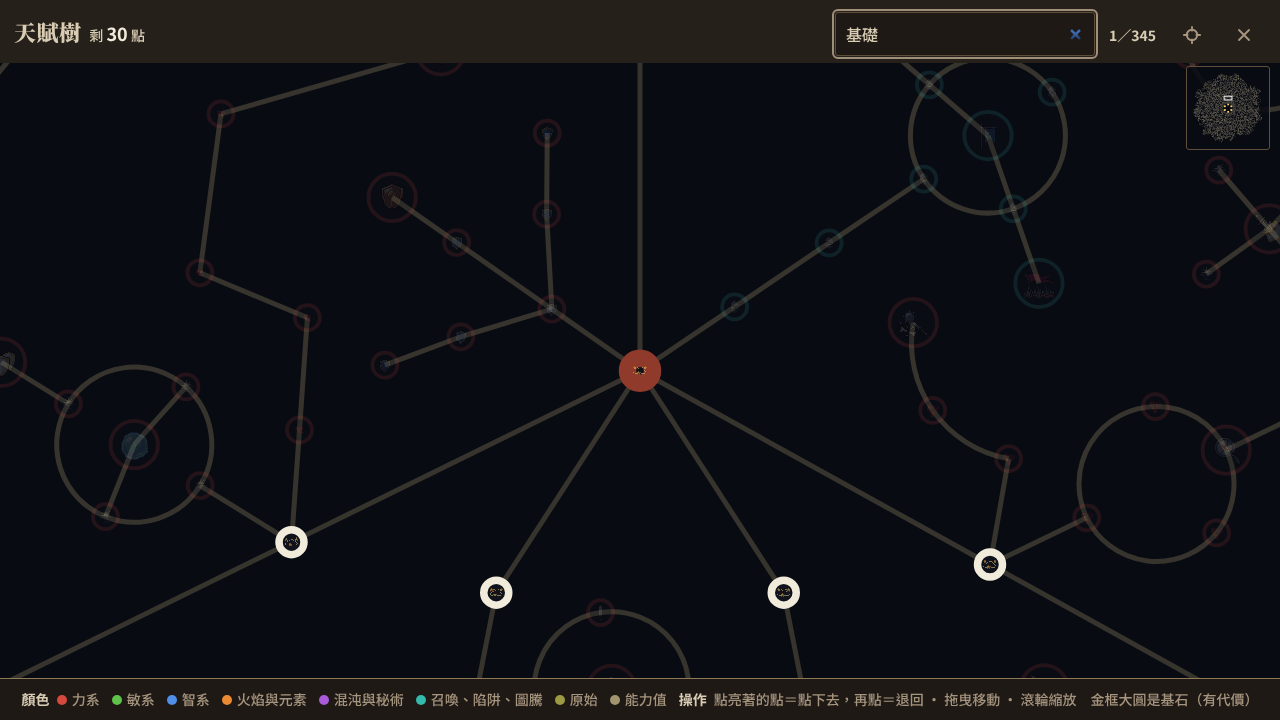 天賦樹 剩 30 點 基礎 1／345
顏色 力系 敏系 智系 火焰與元素 混沌與秘術 召喚、陷阱、圖騰 原始 能力值 操作 點亮著的點＝點下去，再點＝退回 · 拖曳移動 · 滾輪縮放 金框大圓是基石（有代價）